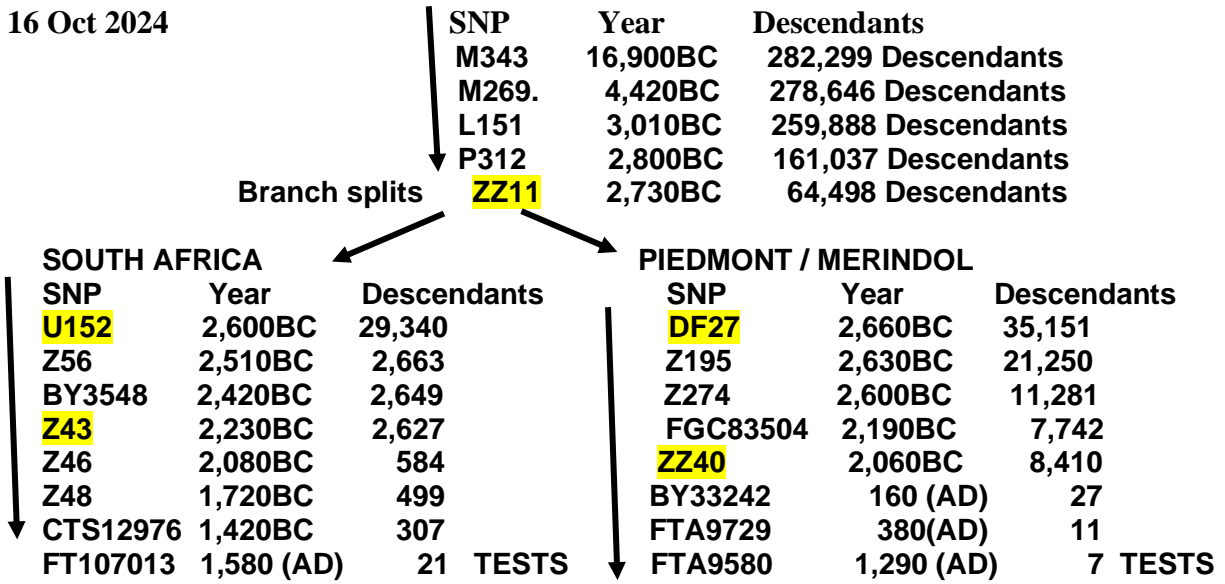 16 Oct 2024 SNP Year Descendants
M343 16,900BC 282,299 Descendants
M269. 4,420BC 278,646 Descendants
L151 3,010BC 259,888 Descendants
P312 2,800BC 161,037 Descendants
Branch splits ZZ11 2,730BC 64,498 Descendants
SOUTH AFRICA
SNP Year Descendants
U152 2,600BC 29,340
Z56 2,510BC 2,663
BY3548 2,420BC 2,649
Z43 2,230BC 2,627
Z46 2,080BC 584
Z48 1,720BC 499
CTS12976 1,420BC 307
FT107013 1,580 (AD) 21 TESTS
PIEDMONT / MERINDOL
SNP Year Descendants
DF27 2,660BC 35,151
Z195 2,630BC 21,250
Z274 2,600BC 11,281
FGC83504 2,190BC 7,742
ZZ40 2,060BC 8,410
BY33242 160 (AD) 27
FTA9729 380(AD) 11
FTA9580 1,290 (AD) 7 TESTS